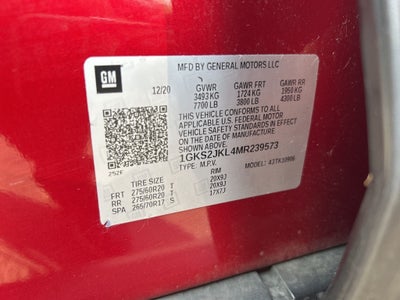 GM
MFD BY GENERAL MOTORS LLC
12/20 GVWR GAWR FRT GAWR RR
3493 KG 1724 KG 1950 KG
7700 LB 3800 LB 4300 LB
THIS VEHICLE CONFORMS TO ALL
APPLICABLE U.S. FEDERAL MOTOR
VEHICLE SAFETY STANDARDS IN EFFECT
ON THE DATE OF MANUFACTURE
SHOWN ABOVE.
1GKS2JKL4MR239573
TYPE: M.P.V. 43TK10906
RIM
FRT 275/60R20 T 20X9J
RR 275/60R20 T 20X9J
SPA 265/70R17 S 17X7J